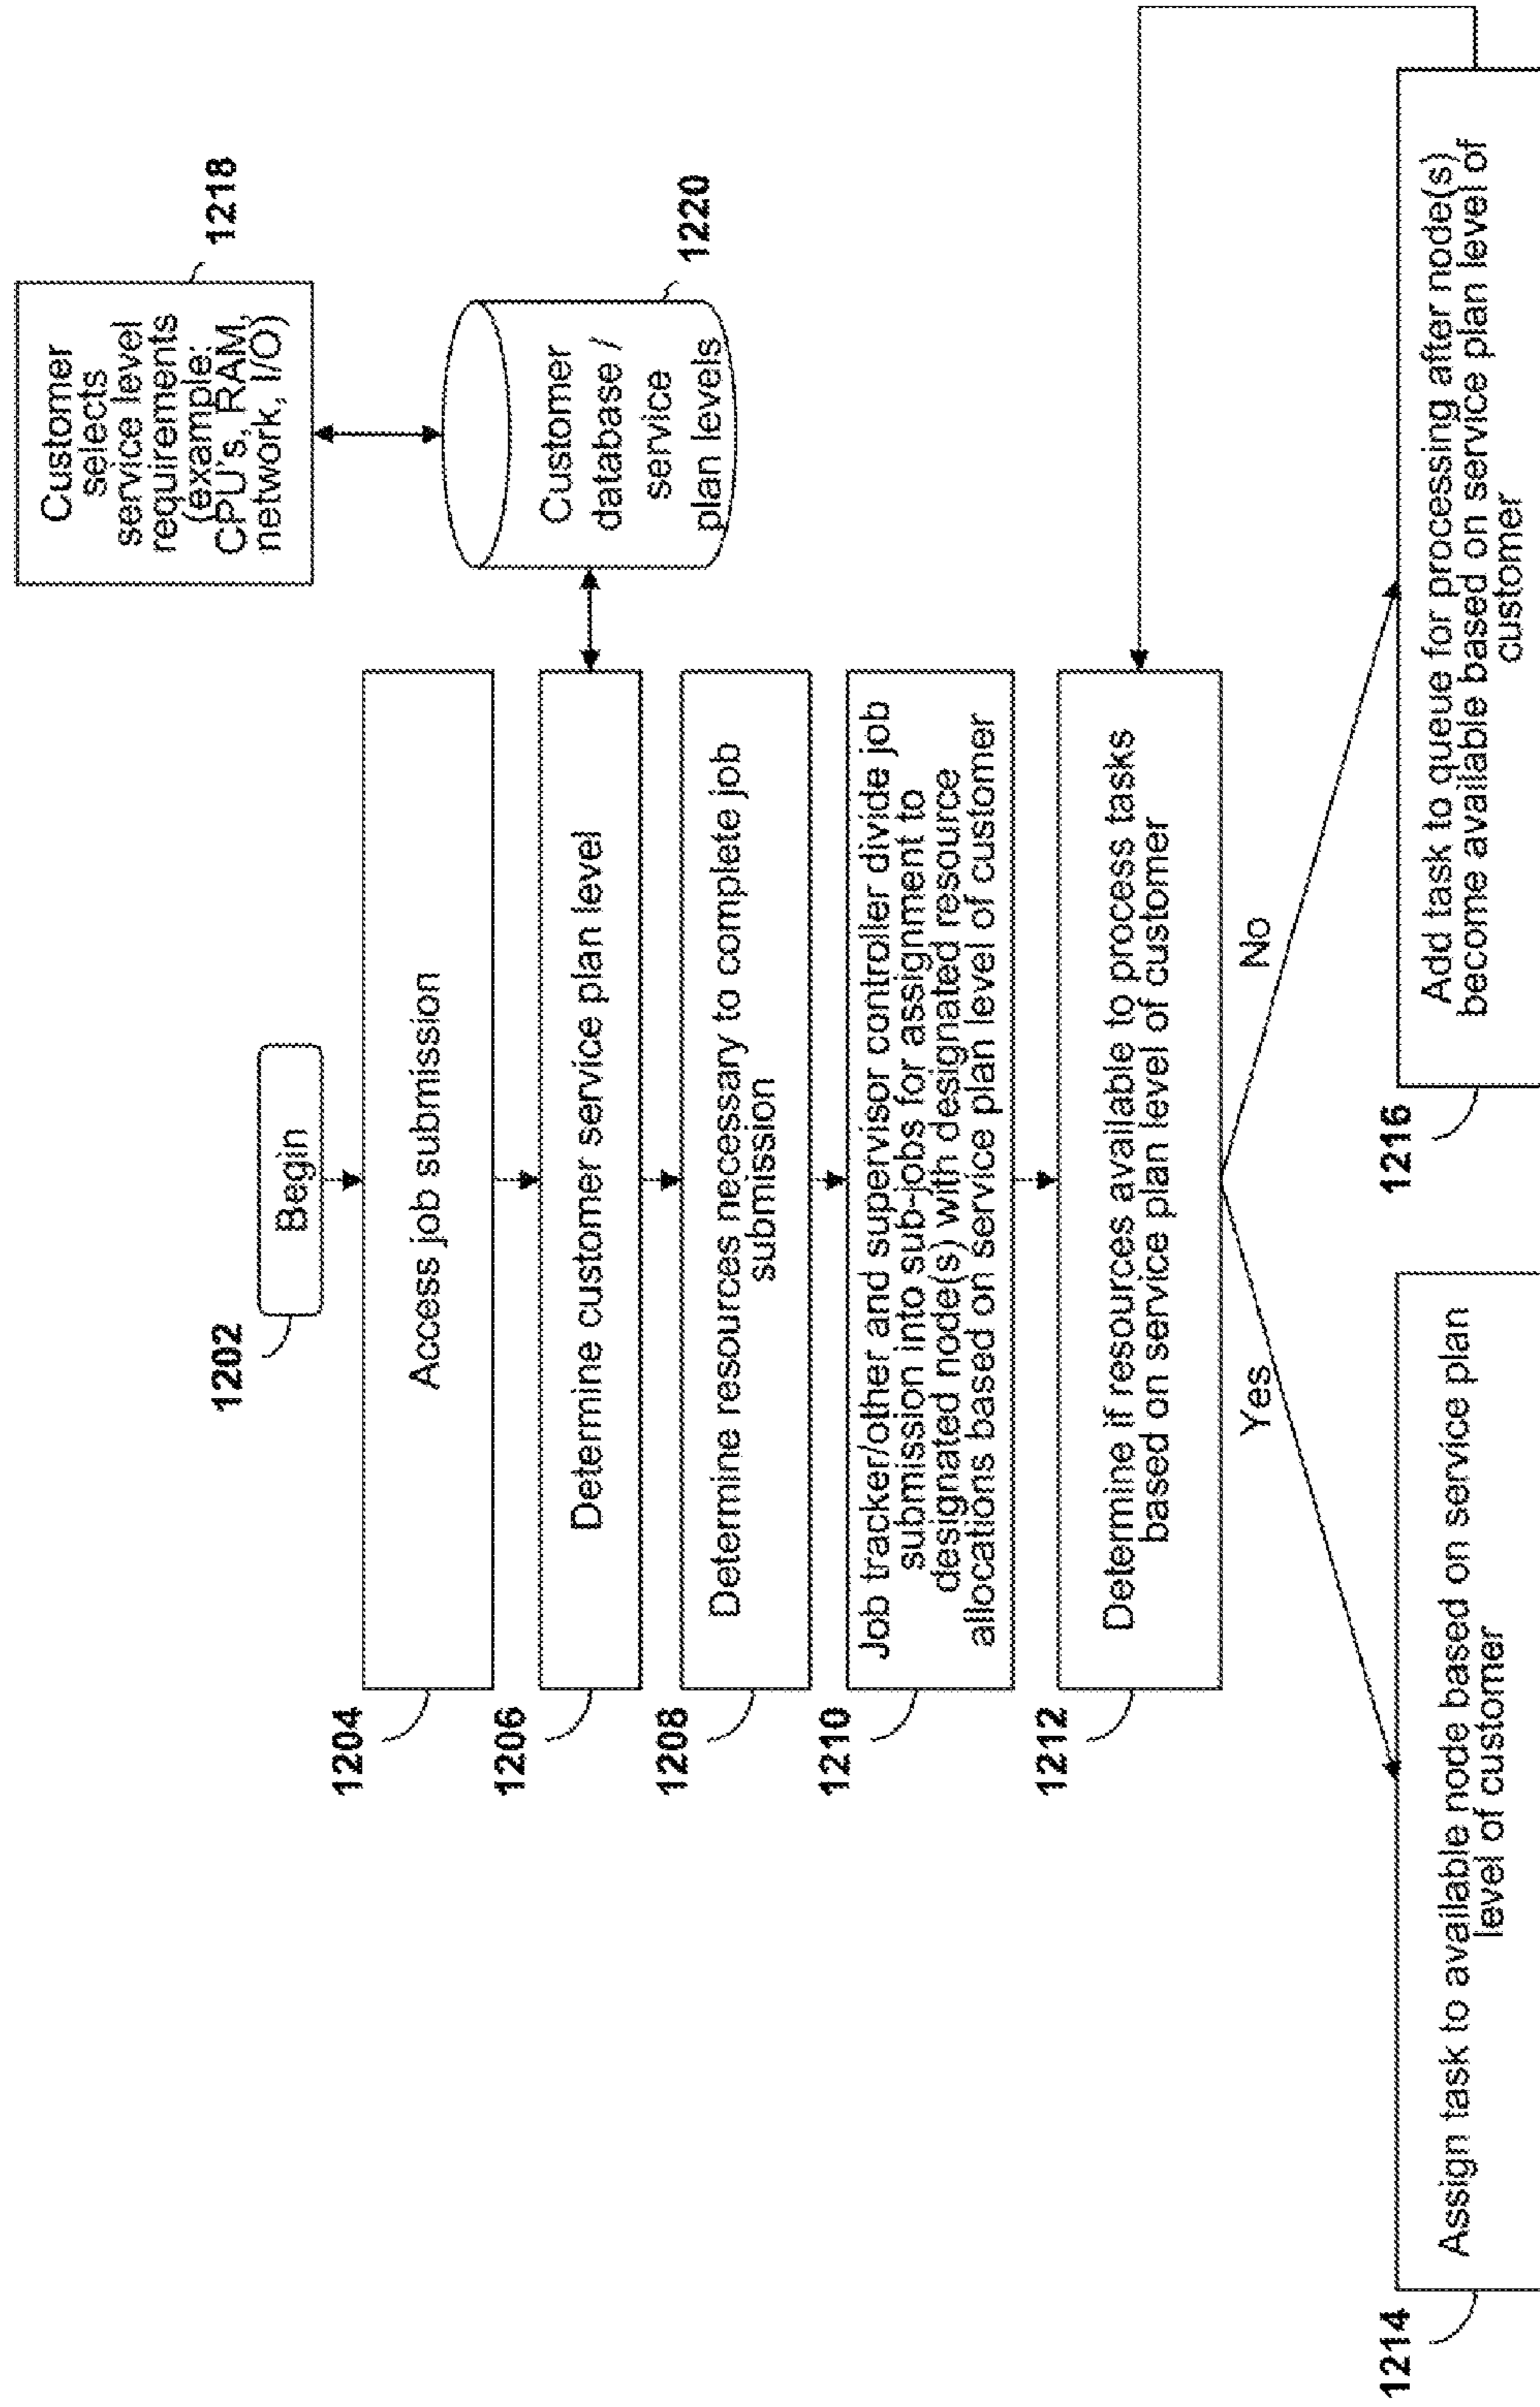 1202
Begin
1204
Access job submission
1206
Determine customer service plan level
1208
Determine resources necessary to complete job
submission
1210
Job tracker/other and supervisor controller divide job
submission into sub-jobs for assignment to
designated node(s) with designated resource
allocations based on service plan level of customer
1212
Determine if resources available to process tasks
based on service plan level of customer
Yes
No
1214
Assign task to available node based on service plan
level of customer
1216
Add task to queue for processing after node(s)
become available based on service plan level of
customer
Customer
selects
service level
requirements
(example:
CPU's, RAM,
network, I/O)
1218
Customer
database /
service
plan levels
1220